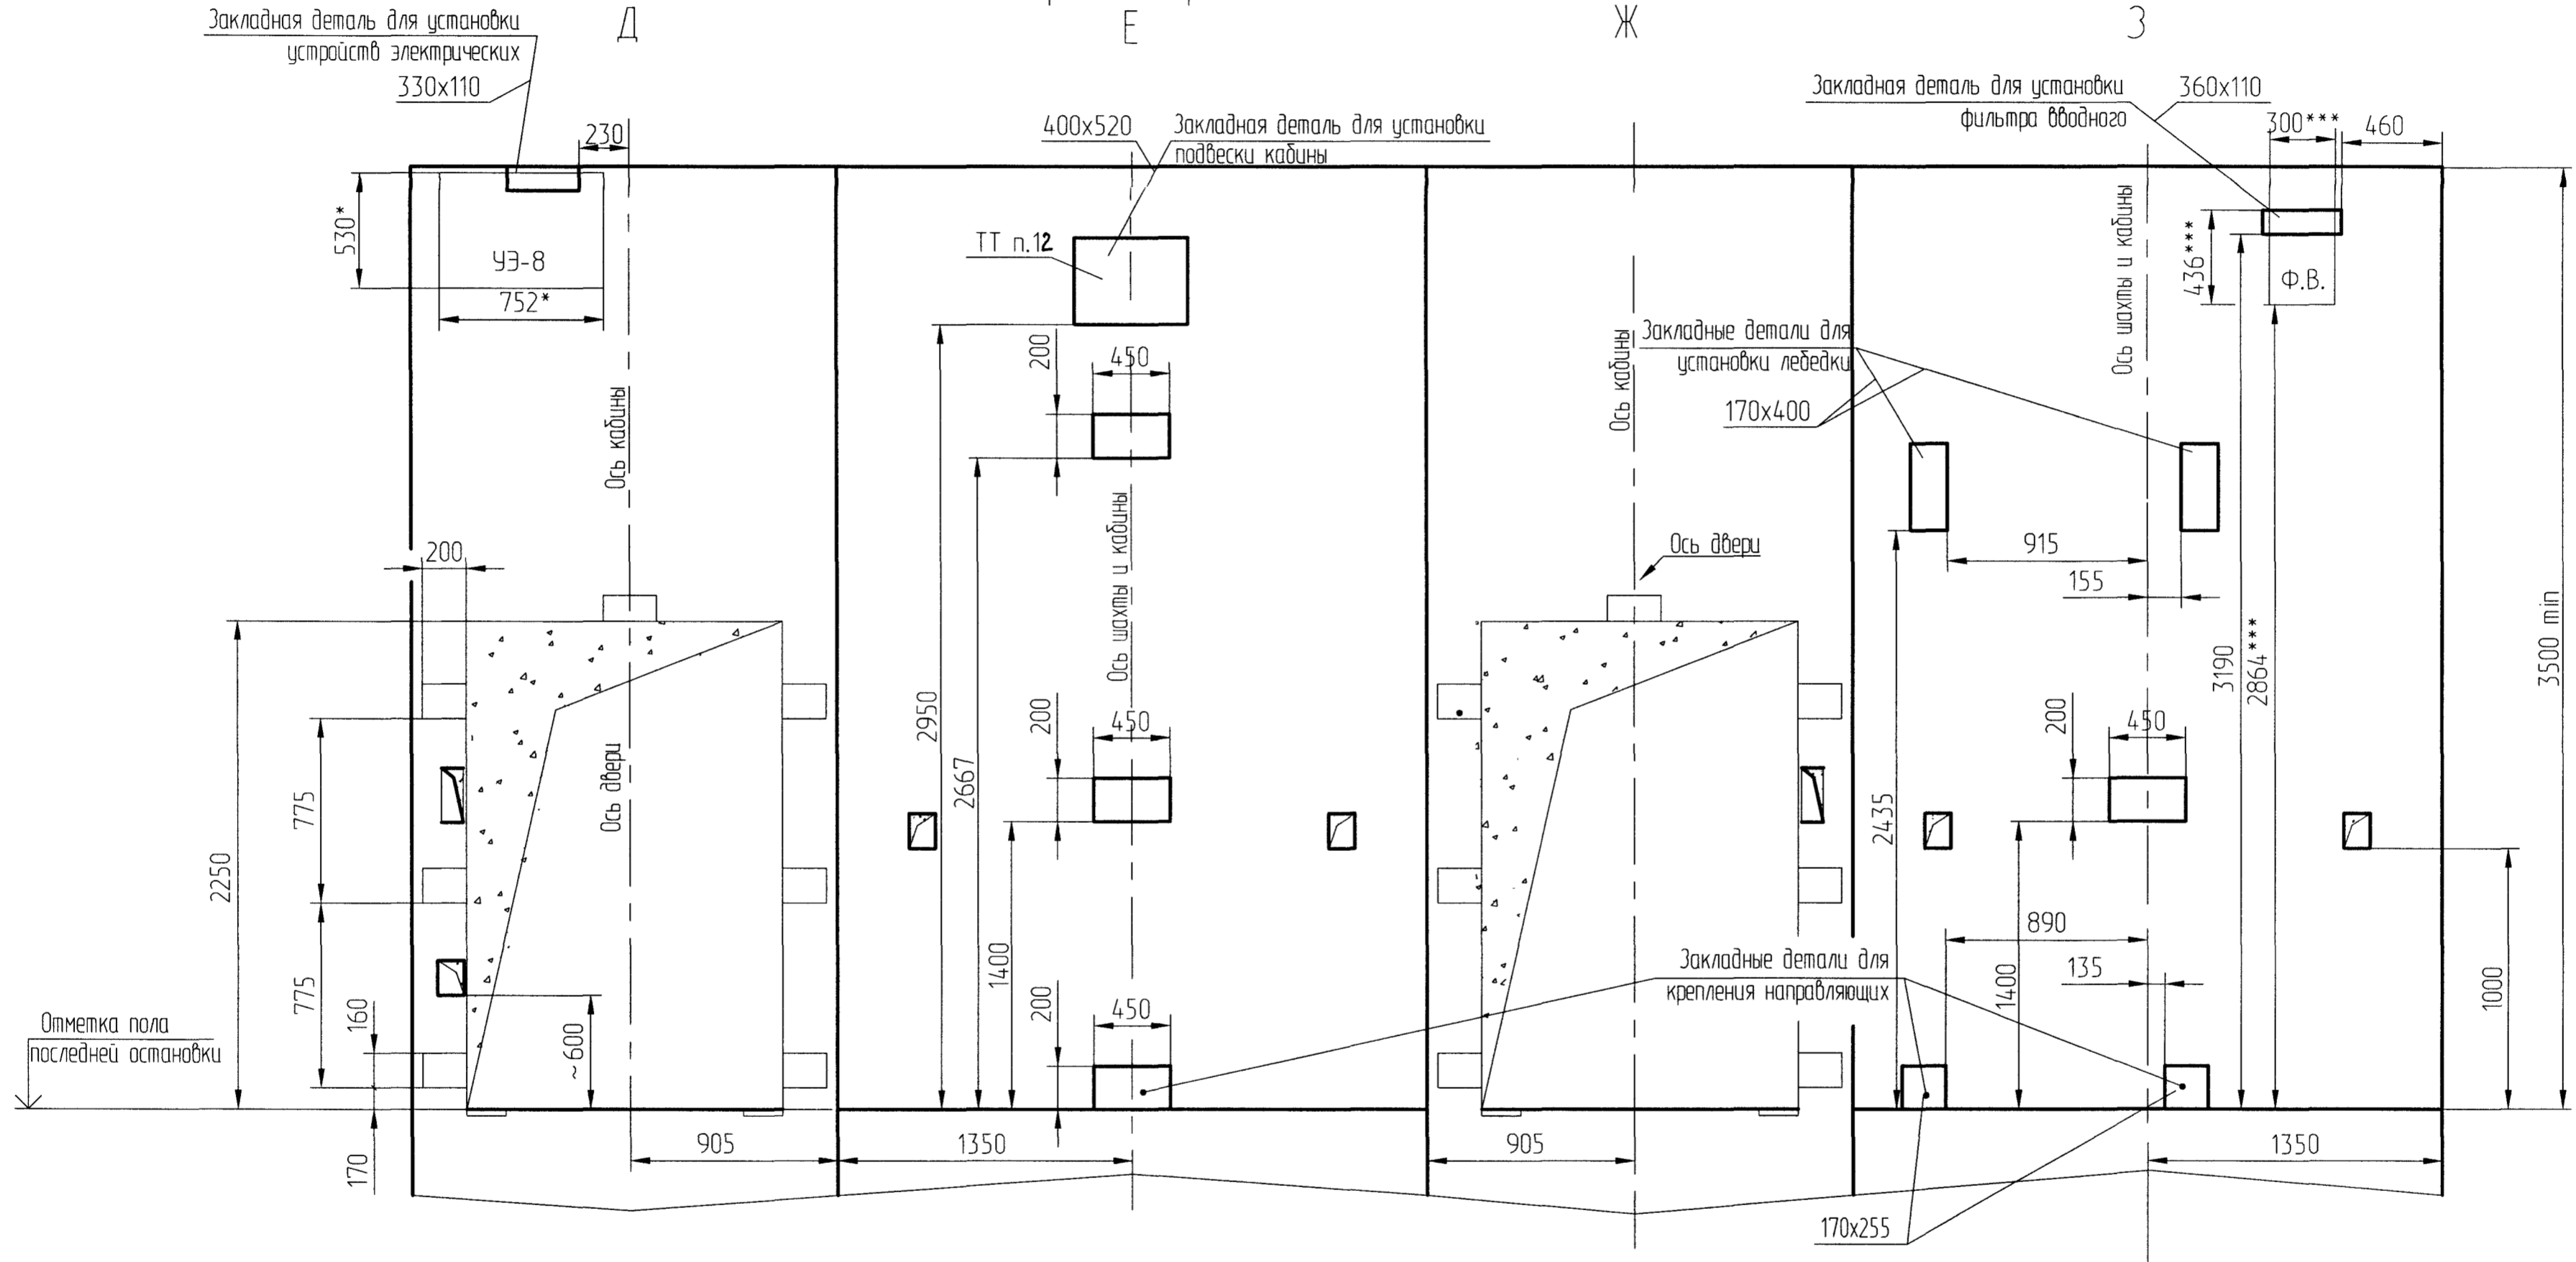 Д
Е
Ж
З
Закладная деталь для установки
устройств электрических
330х110
230
530*
УЭ-8
752*
Ось кабины
200
Ось двери
2250
775
775
160
170
~600
Отметка пола
последней остановки
905
400х520
Закладная деталь для установки
подвески кабины
ТТ п.12
200
450
Ось шахты и кабины
2950
2667
1400
200
450
200
450
1350
Ось кабины
Ось двери
905
Закладные детали для
установки лебедки
170х400
Закладные детали для
крепления направляющих
Закладная деталь для установки
фильтра вводного
360х110
300***
460
Ось шахты и кабины
436***
Ф.В.
915
155
3190
2864***
3500 min
2435
200
450
890
135
1400
1000
1350
170х255